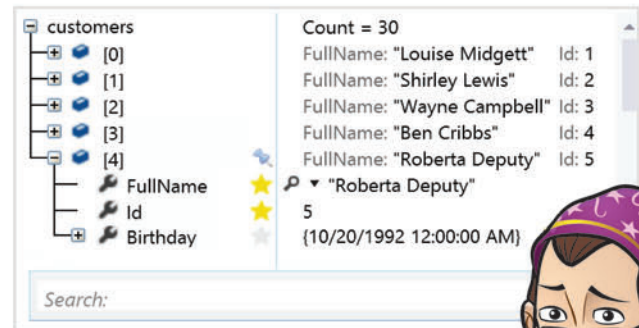 customers Count = 30
[0] FullName: "Louise Midgett" Id: 1
[1] FullName: "Shirley Lewis" Id: 2
[2] FullName: "Wayne Campbell" Id: 3
[3] FullName: "Ben Cribbs" Id: 4
[4] FullName: "Roberta Deputy" Id: 5
FullName "Roberta Deputy"
Id 5
Birthday {10/20/1992 12:00:00 AM}
Search: